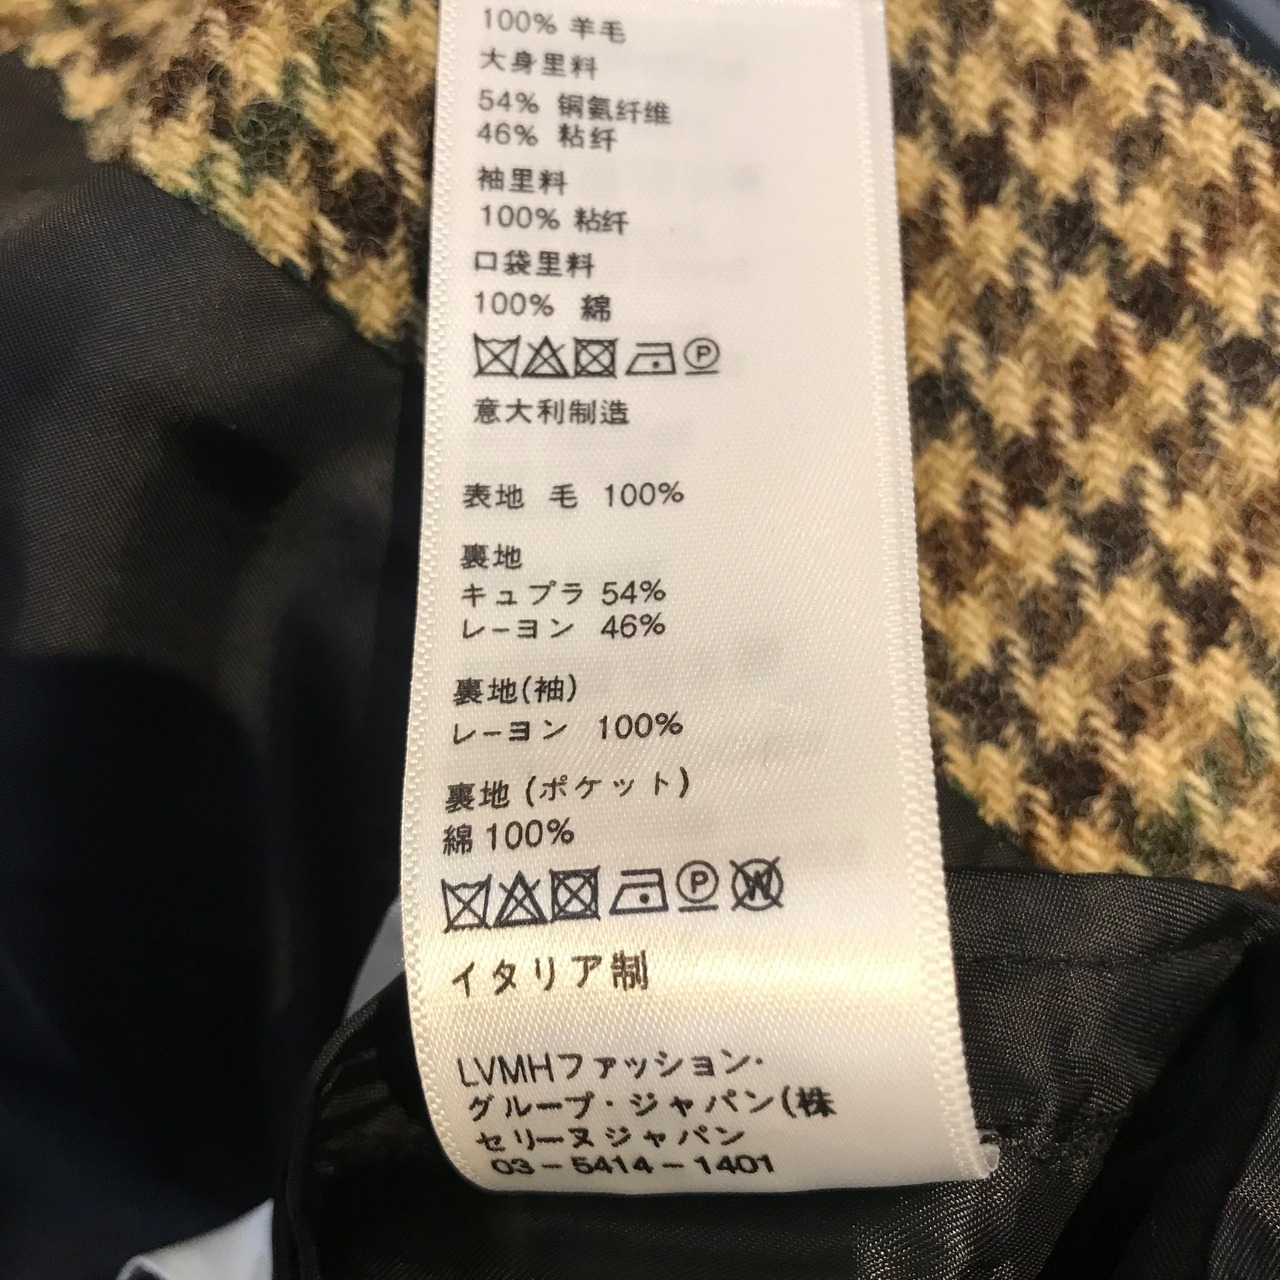 100% 羊毛
大身里料
54% 铜氨纤维
46% 粘纤
袖里料
100% 粘纤
口袋里料
100% 綿
P
意大利制造
表地 毛 100%
裏地
キュプラ 54%
レーヨン 46%
裏地(袖)
レーヨン 100%
裏地 (ポケット)
綿 100%
P W
イタリア制
LVMHファッション・
グループ・ジャパン(株
セリーヌジャパン
03-5414-1401